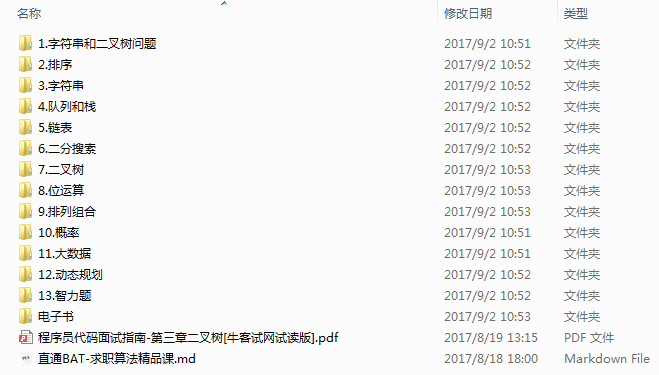 名称 修改日期 类型
1.字符串和二叉树问题 2017/9/2 10:51 文件夹
2.排序 2017/9/2 10:52 文件夹
3.字符串 2017/9/2 10:52 文件夹
4.队列和栈 2017/9/2 10:52 文件夹
5.链表 2017/9/2 10:52 文件夹
6.二分搜索 2017/9/2 10:52 文件夹
7.二叉树 2017/9/2 10:53 文件夹
8.位运算 2017/9/2 10:53 文件夹
9.排列组合 2017/9/2 10:53 文件夹
10.概率 2017/9/2 10:51 文件夹
11.大数据 2017/9/2 10:51 文件夹
12.动态规划 2017/9/2 10:52 文件夹
13.智力题 2017/9/2 10:52 文件夹
电子书 2017/9/2 10:53 文件夹
程序员代码面试指南-第三章二叉树[牛客试网试读版].pdf 2017/8/19 13:15 PDF 文件
直通BAT-求职算法精品课.md 2017/8/18 18:00 Markdown File